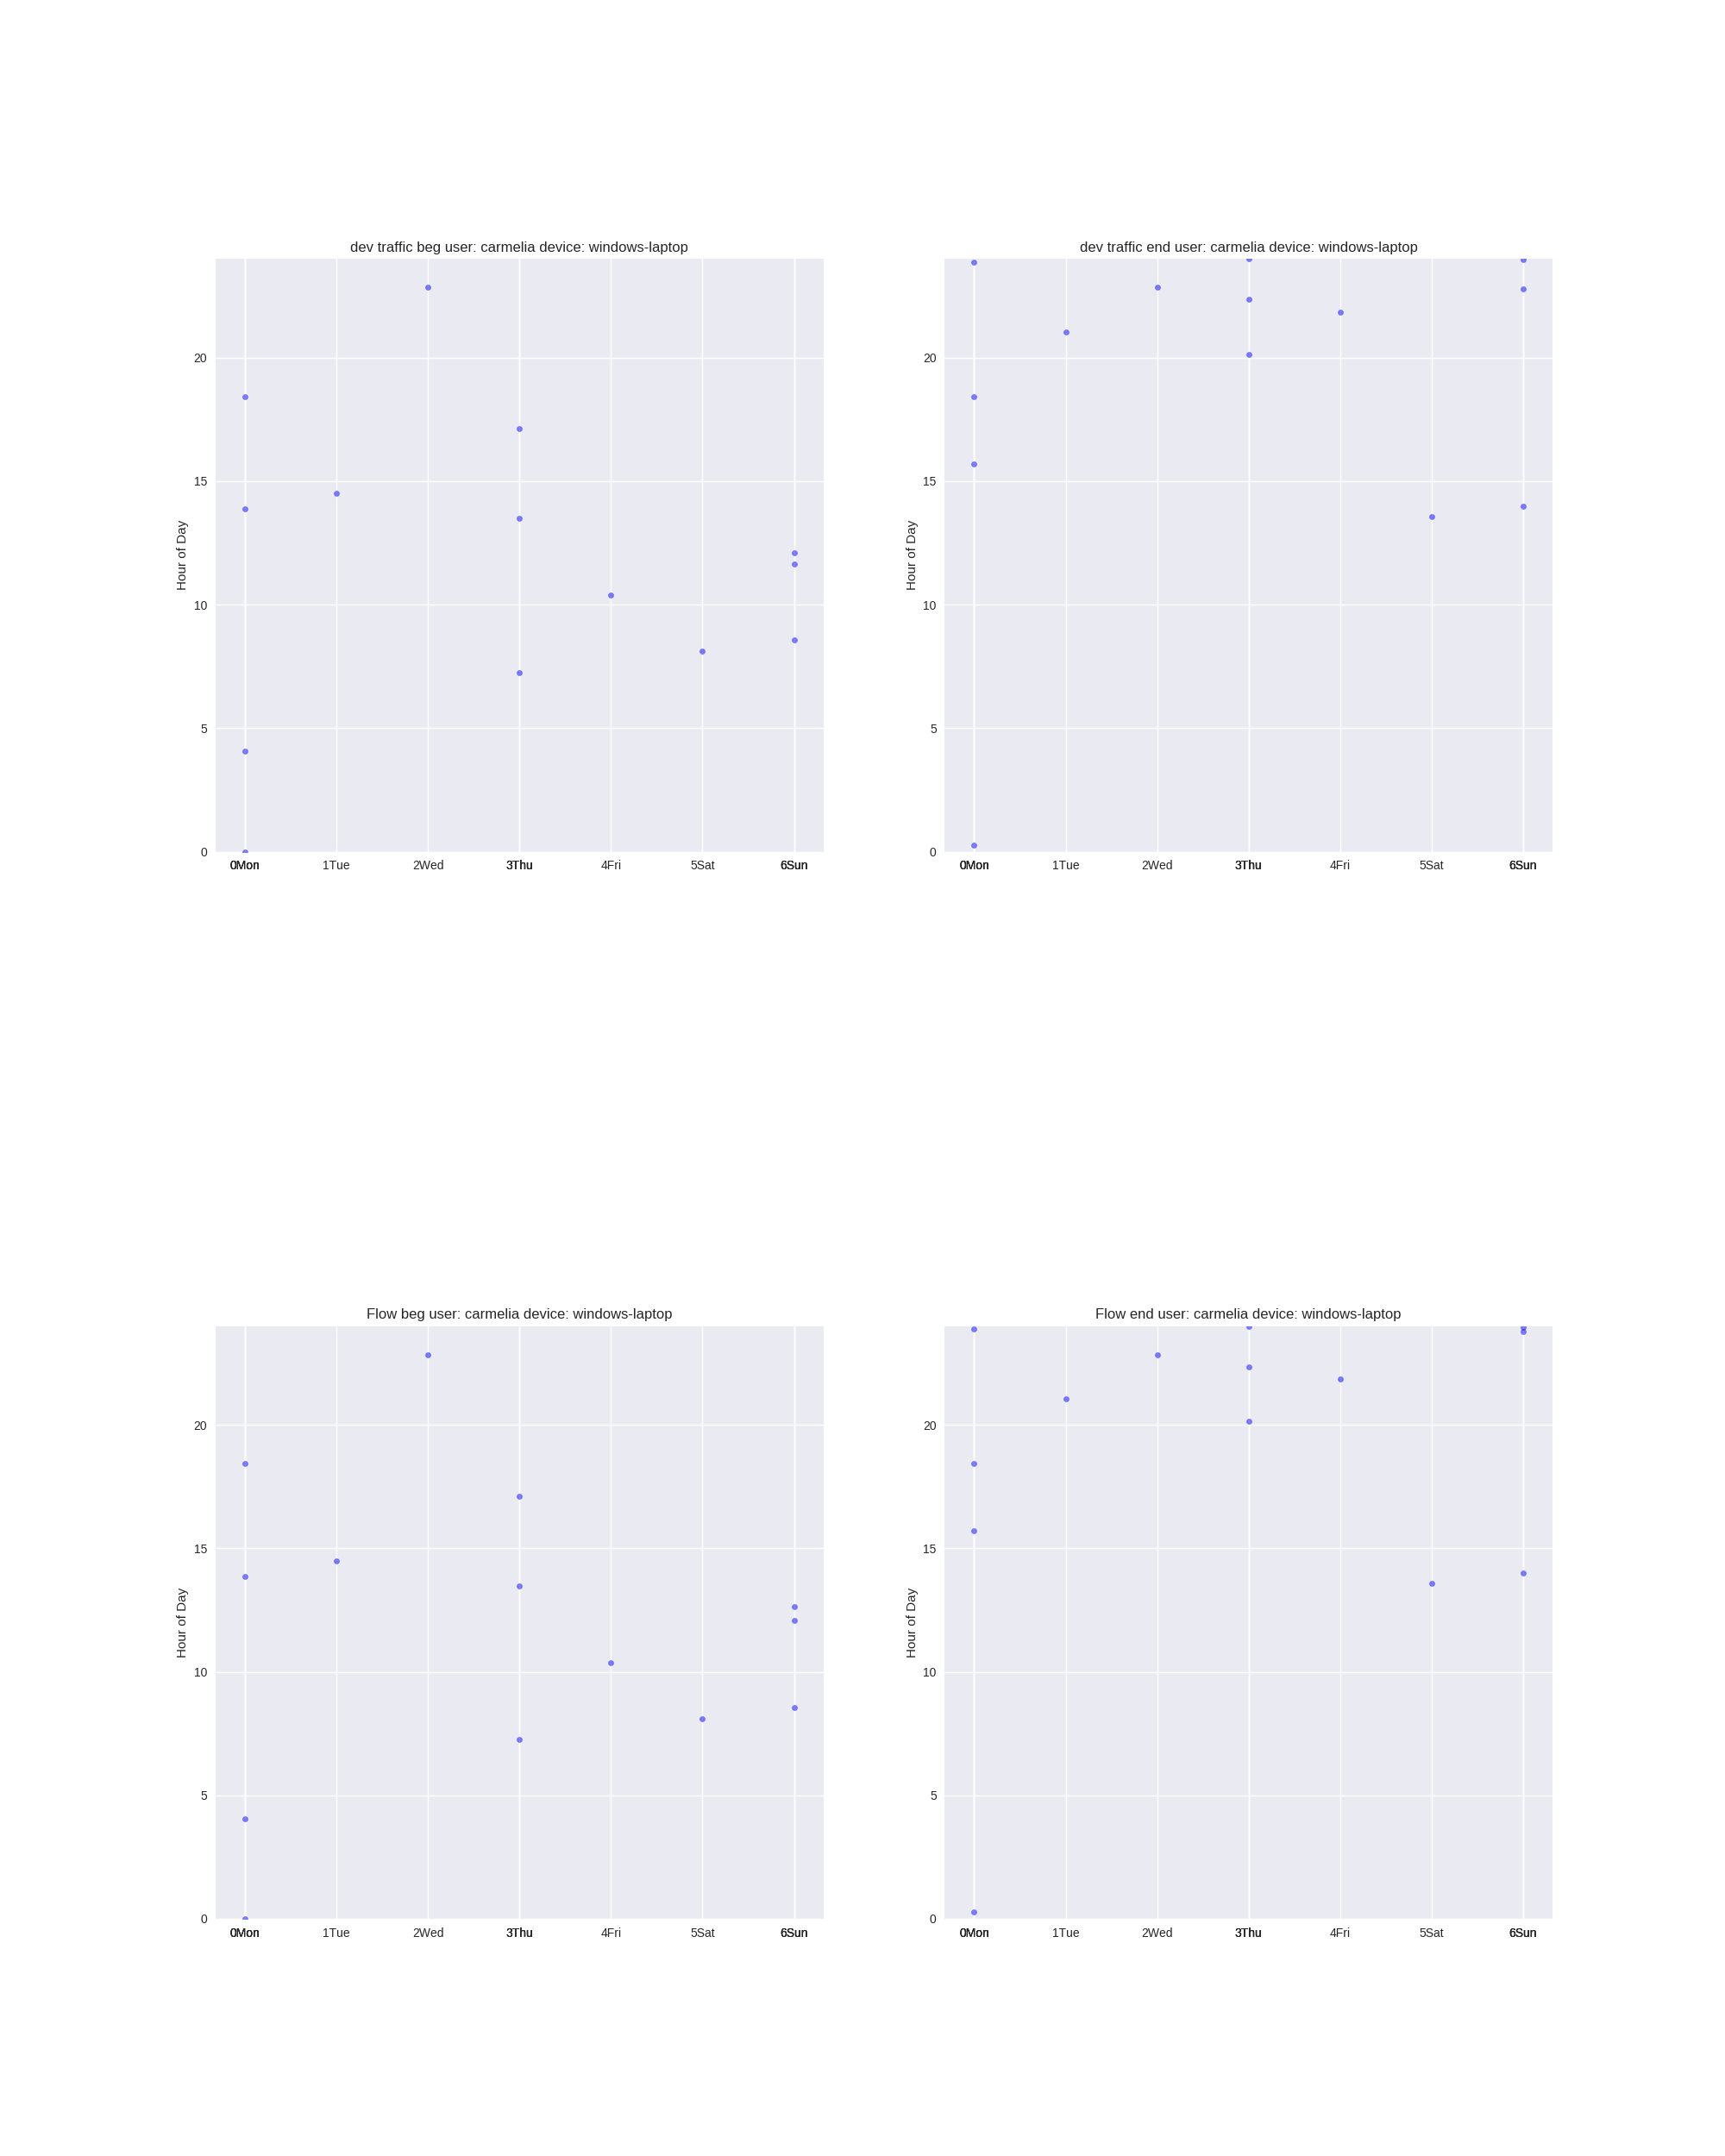 dev traffic beg user: carmelia device: windows-laptop
Hour of Day
20
15
10
5
0
0Mon 1Tue 2Wed 3Thu 4Fri 5Sat 6Sun
dev traffic end user: carmelia device: windows-laptop
Hour of Day
20
15
10
5
0
0Mon 1Tue 2Wed 3Thu 4Fri 5Sat 6Sun
Flow beg user: carmelia device: windows-laptop
Hour of Day
20
15
10
5
0
0Mon 1Tue 2Wed 3Thu 4Fri 5Sat 6Sun
Flow end user: carmelia device: windows-laptop
Hour of Day
20
15
10
5
0
0Mon 1Tue 2Wed 3Thu 4Fri 5Sat 6Sun